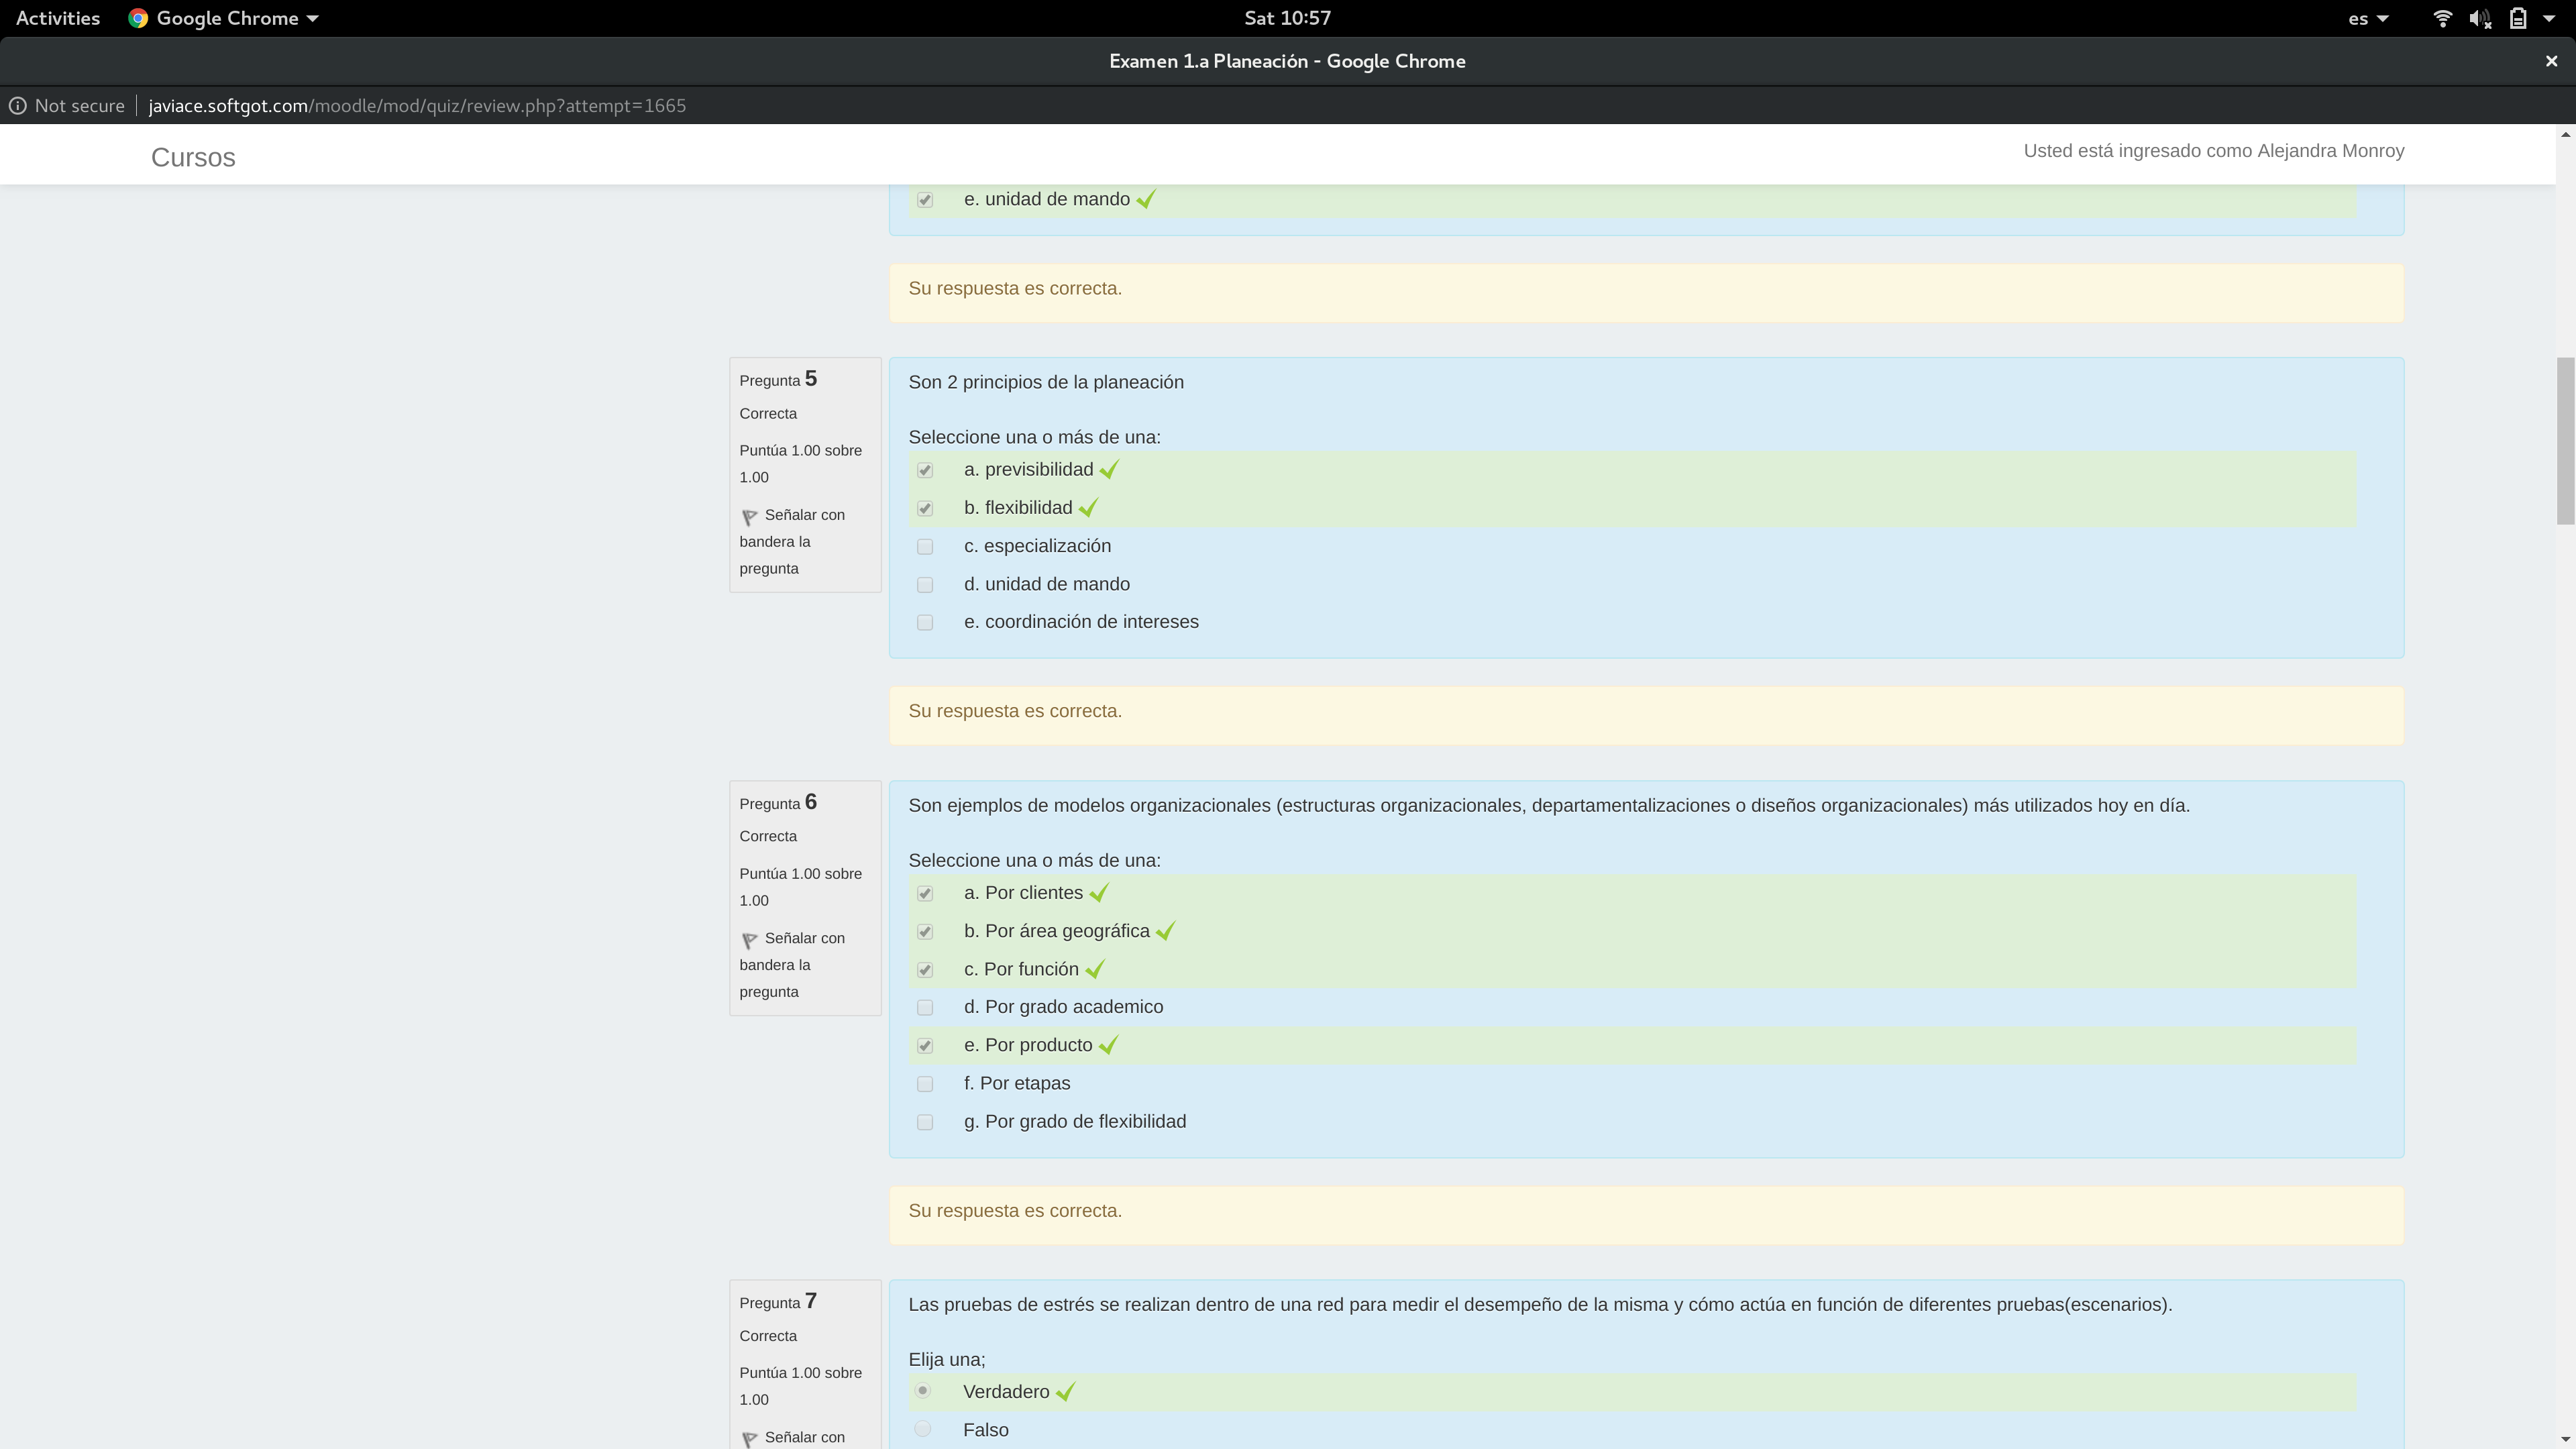 Activities Google Chrome Sat 10:57 es
Examen 1.a Planeación - Google Chrome
Not secure javiace.softgot.com/moodle/mod/quiz/review.php?attempt=1665
Cursos Usted está ingresado como Alejandra Monroy
e. unidad de mando
Su respuesta es correcta.
Pregunta 5
Correcta
Puntúa 1.00 sobre
1.00
Señalar con
bandera la
pregunta
Son 2 principios de la planeación
Seleccione una o más de una:
a. previsibilidad
b. flexibilidad
c. especialización
d. unidad de mando
e. coordinación de intereses
Su respuesta es correcta.
Pregunta 6
Correcta
Puntúa 1.00 sobre
1.00
Señalar con
bandera la
pregunta
Son ejemplos de modelos organizacionales (estructuras organizacionales, departamentalizaciones o diseños organizacionales) más utilizados hoy en día.
Seleccione una o más de una:
a. Por clientes
b. Por área geográfica
c. Por función
d. Por grado academico
e. Por producto
f. Por etapas
g. Por grado de flexibilidad
Su respuesta es correcta.
Pregunta 7
Correcta
Puntúa 1.00 sobre
1.00
Señalar con
Las pruebas de estrés se realizan dentro de una red para medir el desempeño de la misma y cómo actúa en función de diferentes pruebas(escenarios).
Elija una;
Verdadero
Falso